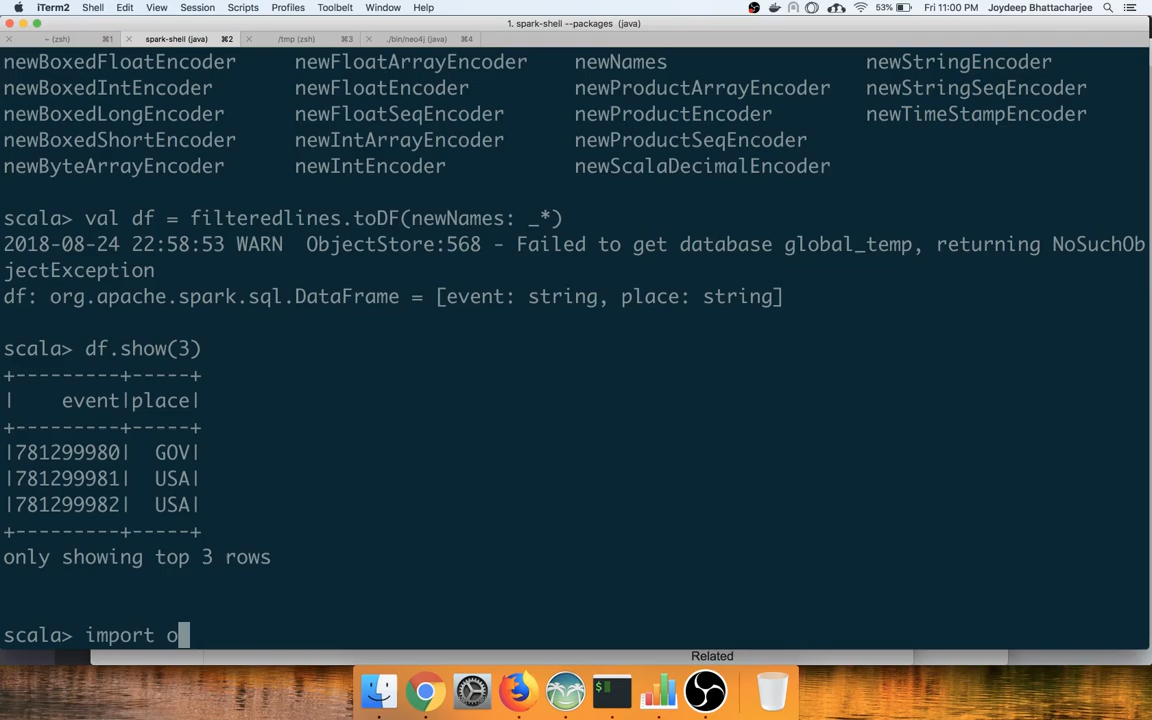 iTerm2 Shell Edit View Session Scripts Profiles Toolbelt Window Help 53% Fri 11:00 PM Joydeep Bhattacharjee
1. spark-shell --packages (java)
~ (zsh) ⌘1 spark-shell (java) ⌘2 /tmp (zsh) ⌘3 ./bin/neo4j (java) ⌘4
newBoxedFloatEncoder newFloatArrayEncoder newNames newStringEncoder
newBoxedIntEncoder newFloatEncoder newProductArrayEncoder newStringSeqEncoder
newBoxedLongEncoder newFloatSeqEncoder newProductEncoder newTimeStampEncoder
newBoxedShortEncoder newIntArrayEncoder newProductSeqEncoder
newByteArrayEncoder newIntEncoder newScalaDecimalEncoder
scala> val df = filteredlines.toDF(newNames: _*)
2018-08-24 22:58:53 WARN  ObjectStore:568 - Failed to get database global_temp, returning NoSuchOb
jectException
df: org.apache.spark.sql.DataFrame = [event: string, place: string]
scala> df.show(3)
+---------+-----+
|    event|place|
+---------+-----+
|781299980|  GOV|
|781299981|  USA|
|781299982|  USA|
+---------+-----+
only showing top 3 rows
scala> import o
Related